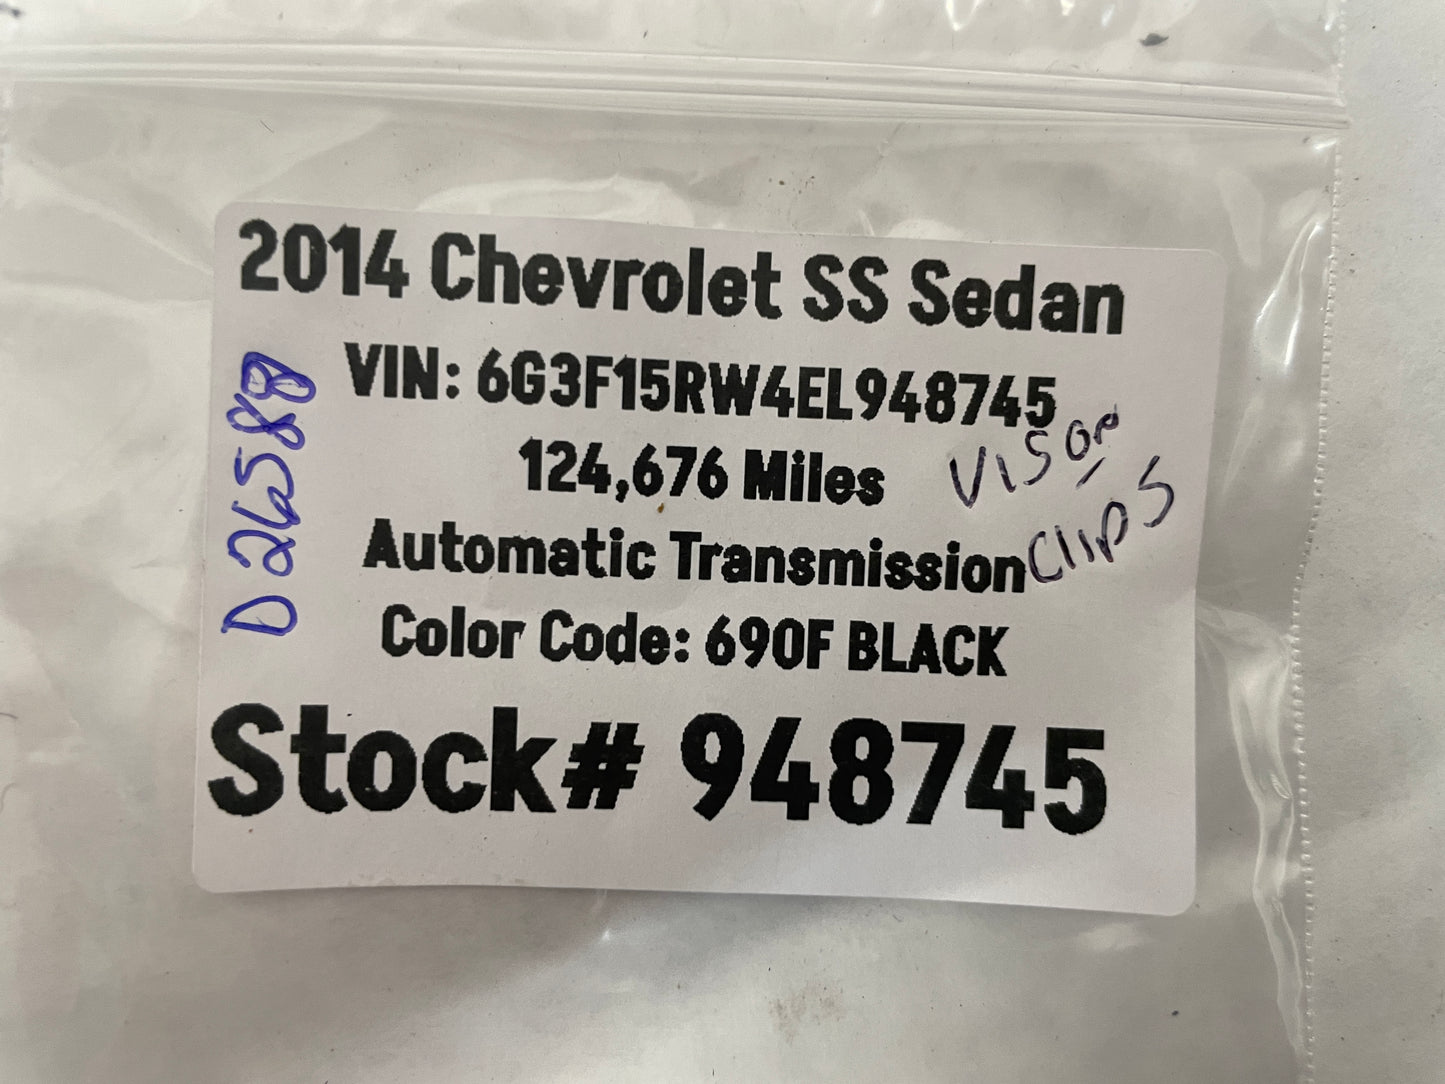 2014 Chevrolet SS Sedan
VIN: 6G3F15RW4EL948745
124,676 Miles
Automatic Transmission
Color Code: 690F BLACK
Stock# 948745
D26588
Visor
Clips